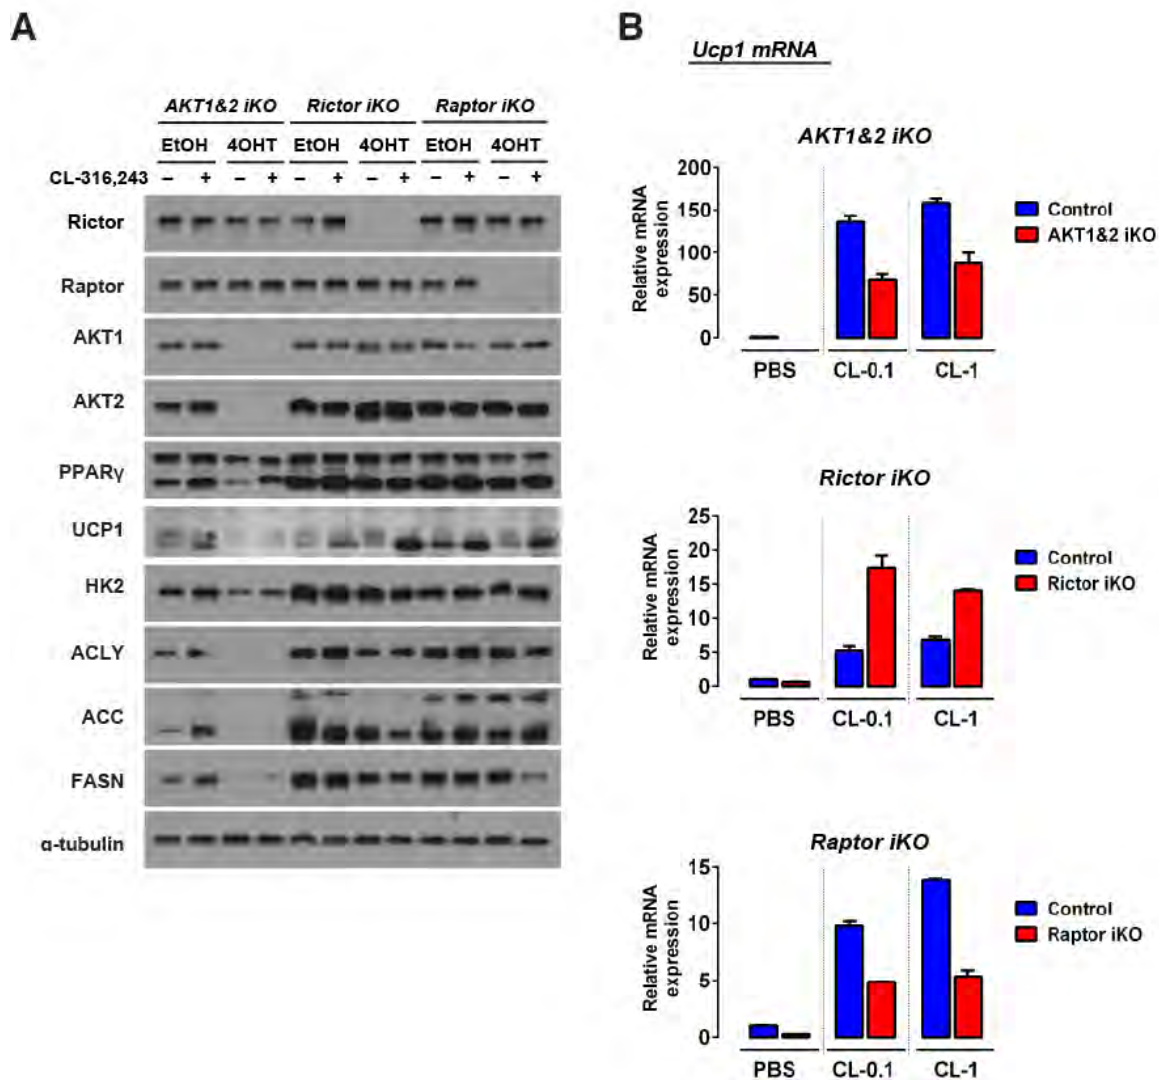 A
AKT1&2 iKO Rictor iKO Raptor iKO
EtOH 4OHT EtOH 4OHT EtOH 4OHT
CL-316,243 – + – + – + – + – + – +
Rictor
Raptor
AKT1
AKT2
PPARγ
UCP1
HK2
ACLY
ACC
FASN
α-tubulin
B
Ucp1 mRNA
AKT1&2 iKO
Relative mRNA
expression
200
150
100
50
0
PBS CL-0.1 CL-1
Control
AKT1&2 iKO
Rictor iKO
Relative mRNA
expression
25
20
15
10
5
0
PBS CL-0.1 CL-1
Control
Rictor iKO
Raptor iKO
Relative mRNA
expression
15
10
5
0
PBS CL-0.1 CL-1
Control
Raptor iKO